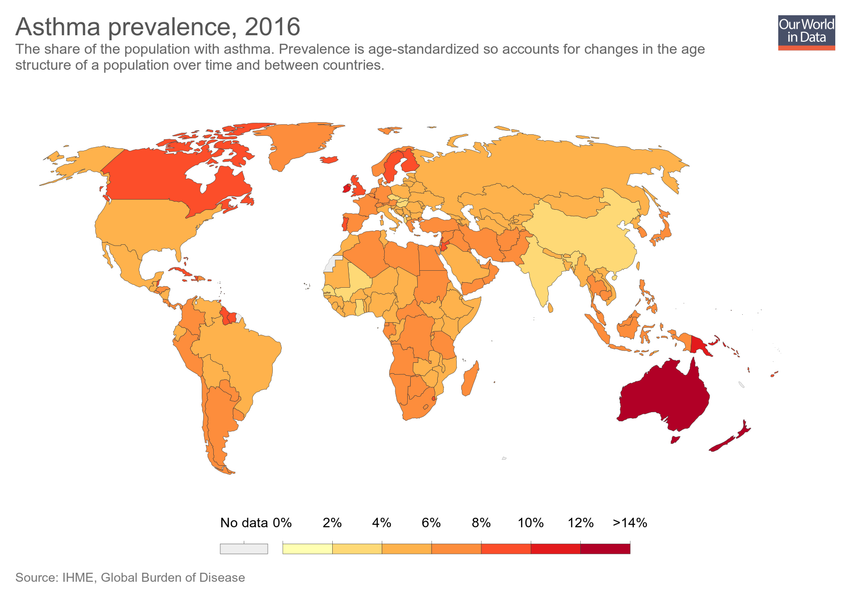 Asthma prevalence, 2016
Our World
in Data
The share of the population with asthma. Prevalence is age-standardized so accounts for changes in the age
structure of a population over time and between countries.
No data 0% 2% 4% 6% 8% 10% 12% >14%
Source: IHME, Global Burden of Disease